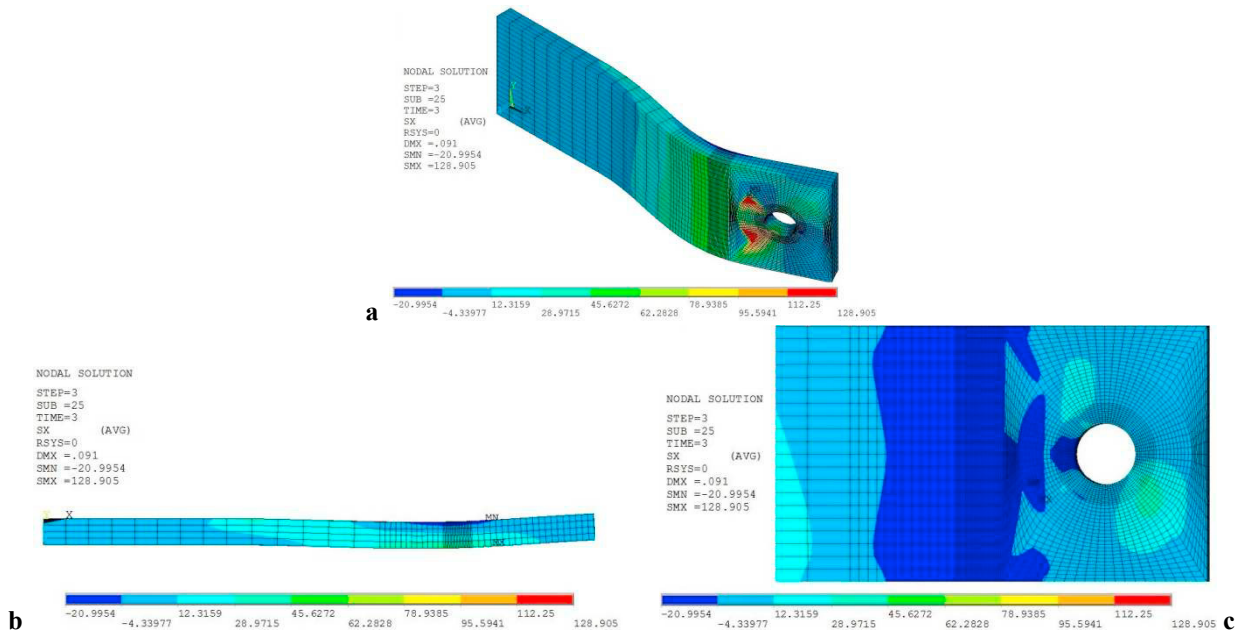 NODAL SOLUTION
STEP=3
SUB =25
TIME=3
SX (AVG)
RSYS=0
DMX =.091
SMN =-20.9954
SMX =128.905
MN
-20.9954 12.3159 45.6272 78.9385 112.25
-4.33977 28.9715 62.2828 95.5941 128.905
a
NODAL SOLUTION
STEP=3
SUB =25
TIME=3
SX (AVG)
RSYS=0
DMX =.091
SMN =-20.9954
SMX =128.905
X
MN
MX
-20.9954 12.3159 45.6272 78.9385 112.25
-4.33977 28.9715 62.2828 95.5941 128.905
b
NODAL SOLUTION
STEP=3
SUB =25
TIME=3
SX (AVG)
RSYS=0
DMX =.091
SMN =-20.9954
SMX =128.905
-20.9954 12.3159 45.6272 78.9385 112.25
-4.33977 28.9715 62.2828 95.5941 128.905
c